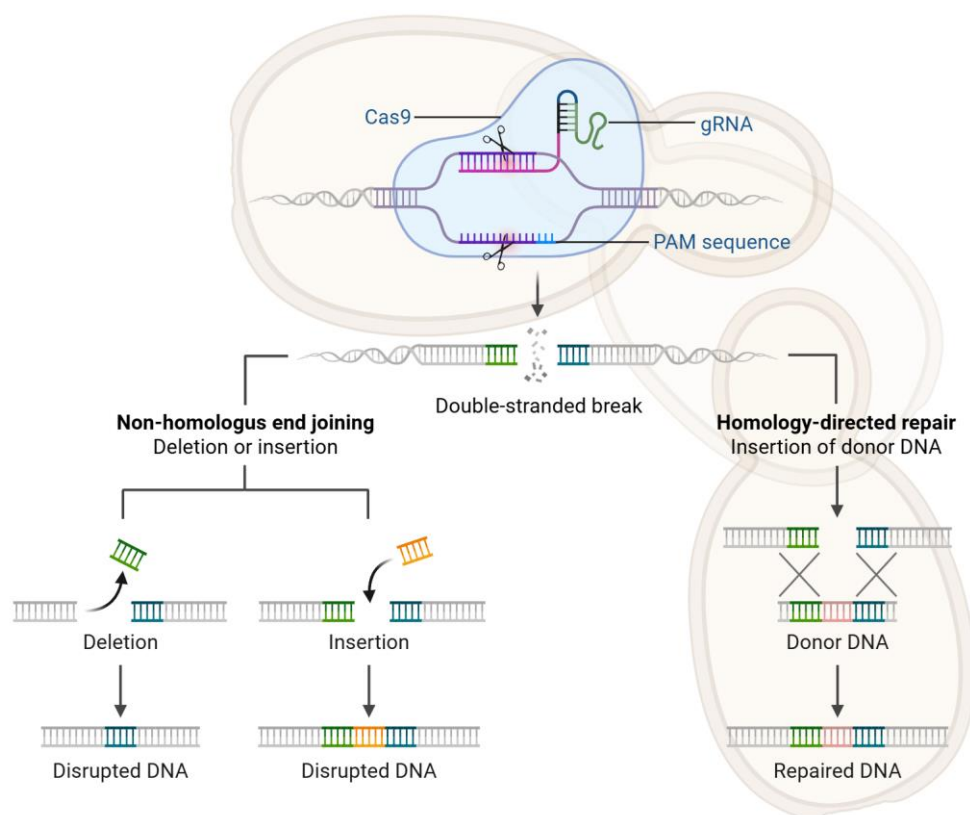 Cas9
gRNA
PAM sequence
Double-stranded break
Non-homologus end joining
Deletion or insertion
Homology-directed repair
Insertion of donor DNA
Deletion
Insertion
Donor DNA
Disrupted DNA
Disrupted DNA
Repaired DNA